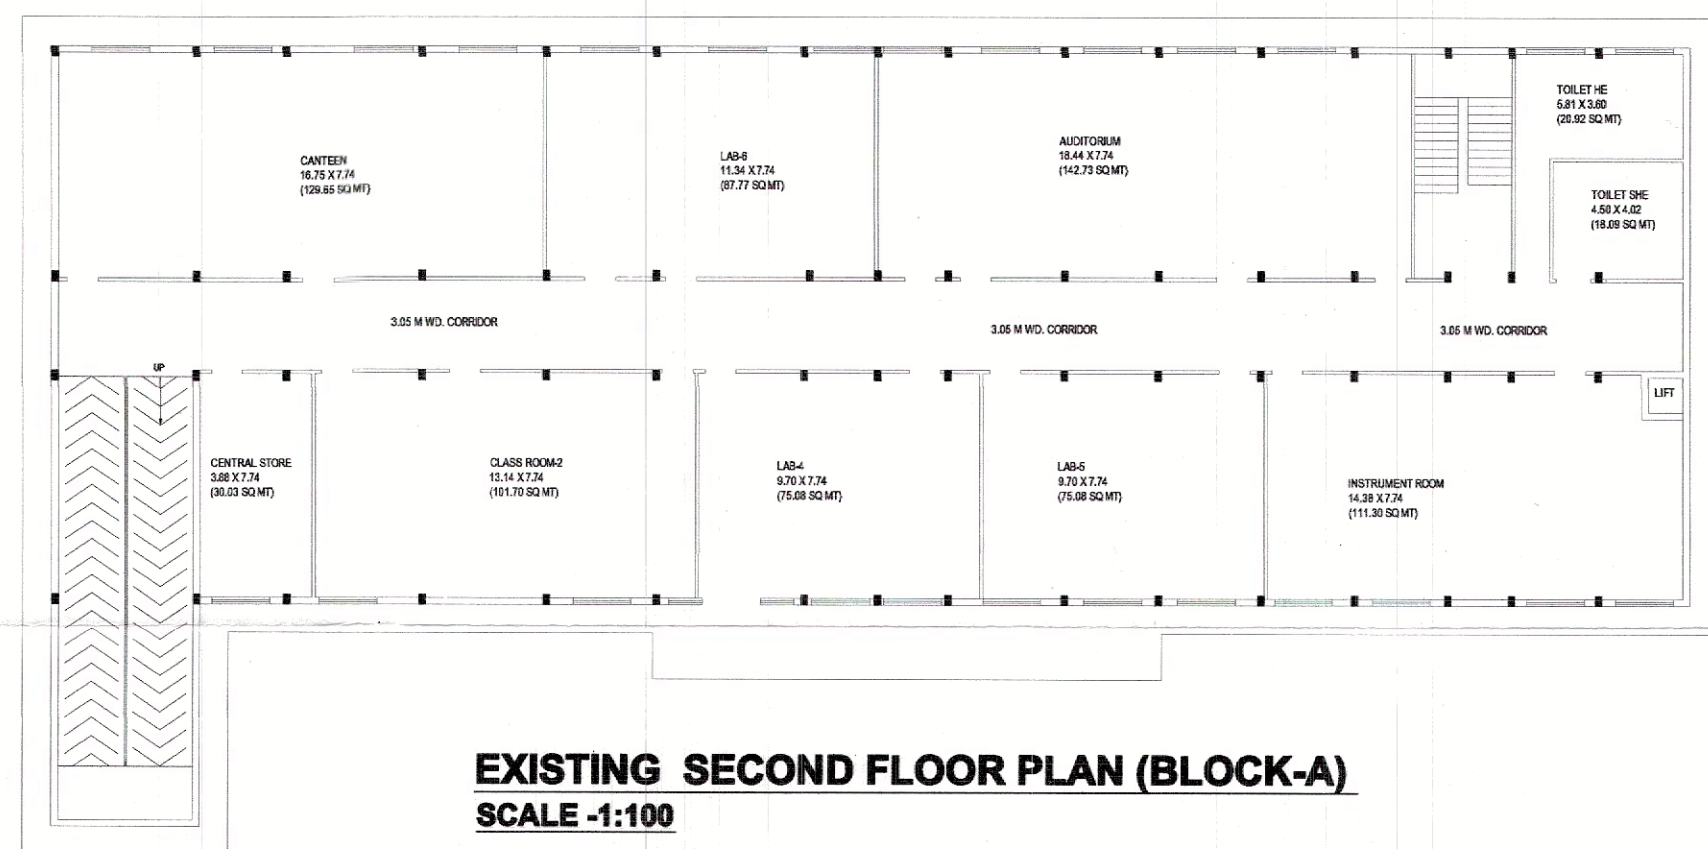 CANTEEN
16.75 X 7.74
(129.65 SQ MT)
LAB-6
11.34 X 7.74
(87.77 SQ MT)
AUDITORIUM
18.44 X 7.74
(142.73 SQ MT)
TOILET HE
5.81 X 3.60
(20.92 SQ MT)
TOILET SHE
4.50 X 4.02
(18.09 SQ MT)
3.05 M WD. CORRIDOR
3.05 M WD. CORRIDOR
3.05 M WD. CORRIDOR
UP
LIFT
CENTRAL STORE
3.88 X 7.74
(30.03 SQ MT)
CLASS ROOM-2
13.14 X 7.74
(101.70 SQ MT)
LAB-4
9.70 X 7.74
(75.08 SQ MT)
LAB-5
9.70 X 7.74
(75.08 SQ MT)
INSTRUMENT ROOM
14.38 X 7.74
(111.30 SQ MT)
EXISTING SECOND FLOOR PLAN (BLOCK-A)
SCALE -1:100